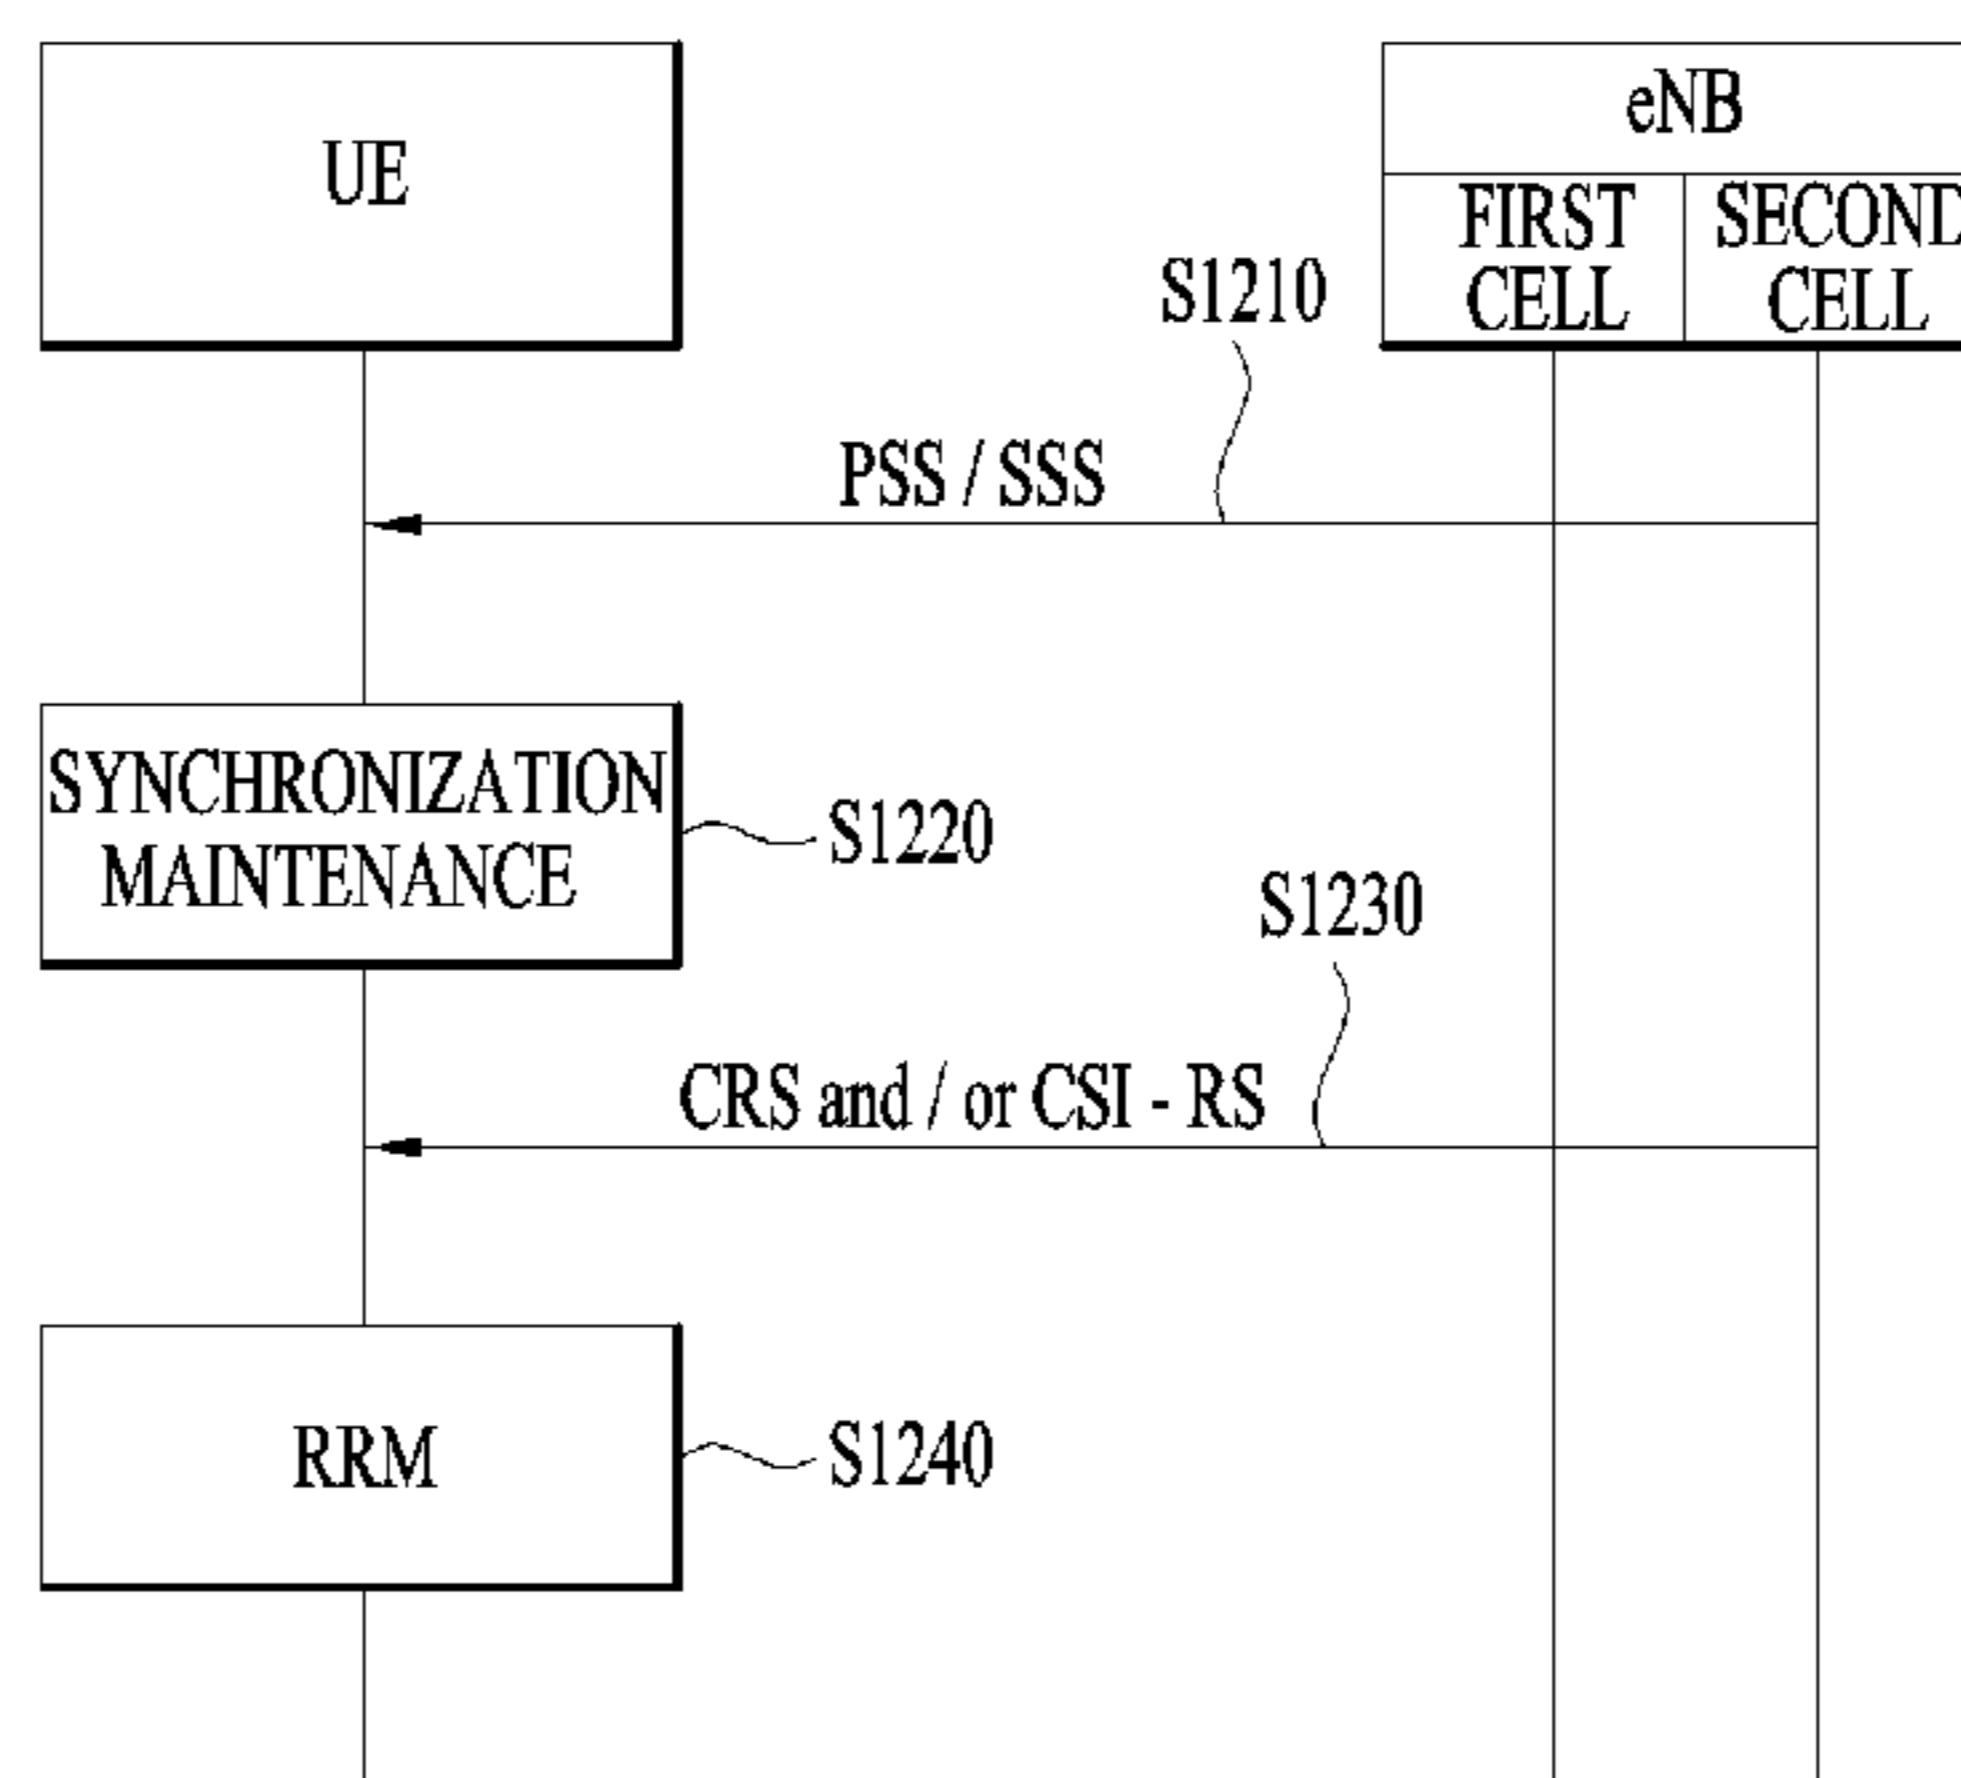 UE
eNB
FIRST
CELL
SECOND
CELL
S1210
PSS / SSS
SYNCHRONIZATION
MAINTENANCE
S1220
S1230
CRS and / or CSI - RS
RRM
S1240